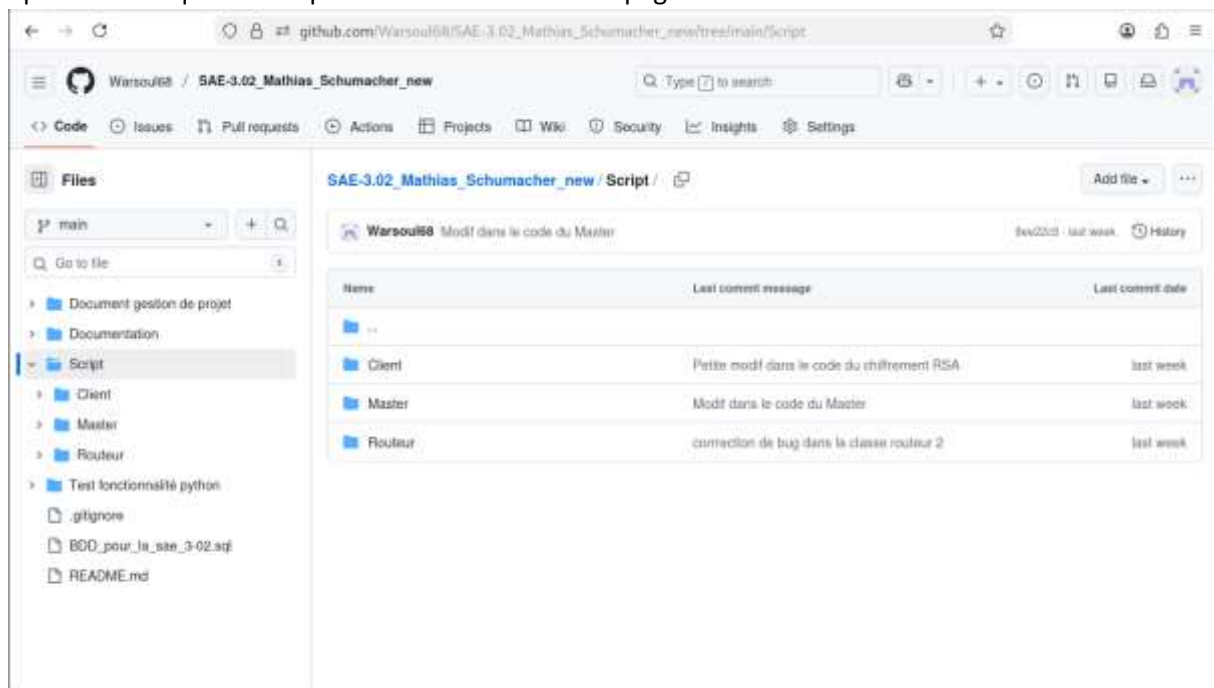 github.com/Warsoul68/SAE-3.02_Mathias_Schumacher_new/tree/main/Script
Warsoul68 / SAE-3.02_Mathias_Schumacher_new
Type / to search
Code Issues Pull requests Actions Projects Wiki Security Insights Settings
Files
SAE-3.02_Mathias_Schumacher_new / Script /
Add file
main
Warsoul68 Modif dans le code du Master
last week
History
Go to file
t
Name Last commit message Last commit date
Document gestion de projet
..
Documentation
Script
Client Petite modif dans le code du chiffrement RSA last week
Client
Master Modif dans le code du Master last week
Master
Routeur correction de bug dans la classe routeur 2 last week
Routeur
Test fonctionnalité python
.gitignore
BDD_pour_la_sae_3-02.sql
README.md